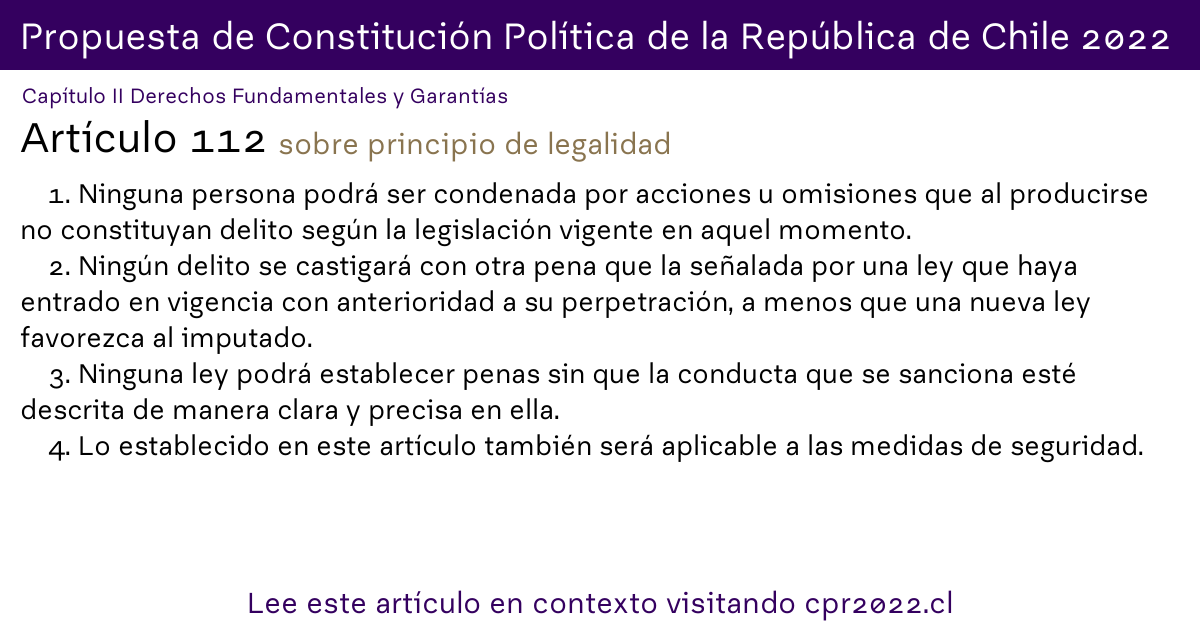 Propuesta de Constitución Política de la República de Chile 2022
Capítulo II Derechos Fundamentales y Garantías
Artículo 112 sobre principio de legalidad
1. Ninguna persona podrá ser condenada por acciones u omisiones que al producirse
no constituyan delito según la legislación vigente en aquel momento.
2. Ningún delito se castigará con otra pena que la señalada por una ley que haya
entrado en vigencia con anterioridad a su perpetración, a menos que una nueva ley
favorezca al imputado.
3. Ninguna ley podrá establecer penas sin que la conducta que se sanciona esté
descrita de manera clara y precisa en ella.
4. Lo establecido en este artículo también será aplicable a las medidas de seguridad.
Lee este artículo en contexto visitando cpr2022.cl